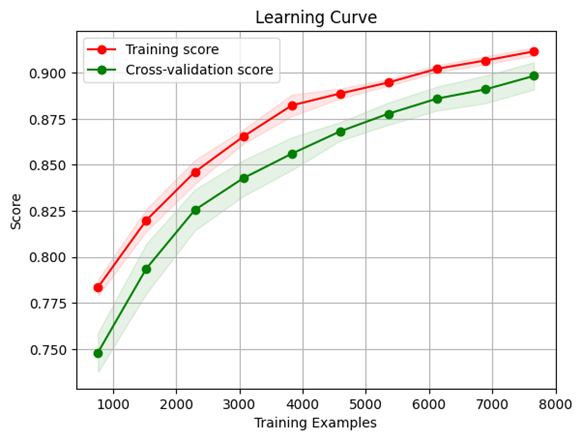 Learning Curve
Training score
Cross-validation score
0.900
0.875
0.850
0.825
0.800
0.775
0.750
Score
1000 2000 3000 4000 5000 6000 7000 8000
Training Examples